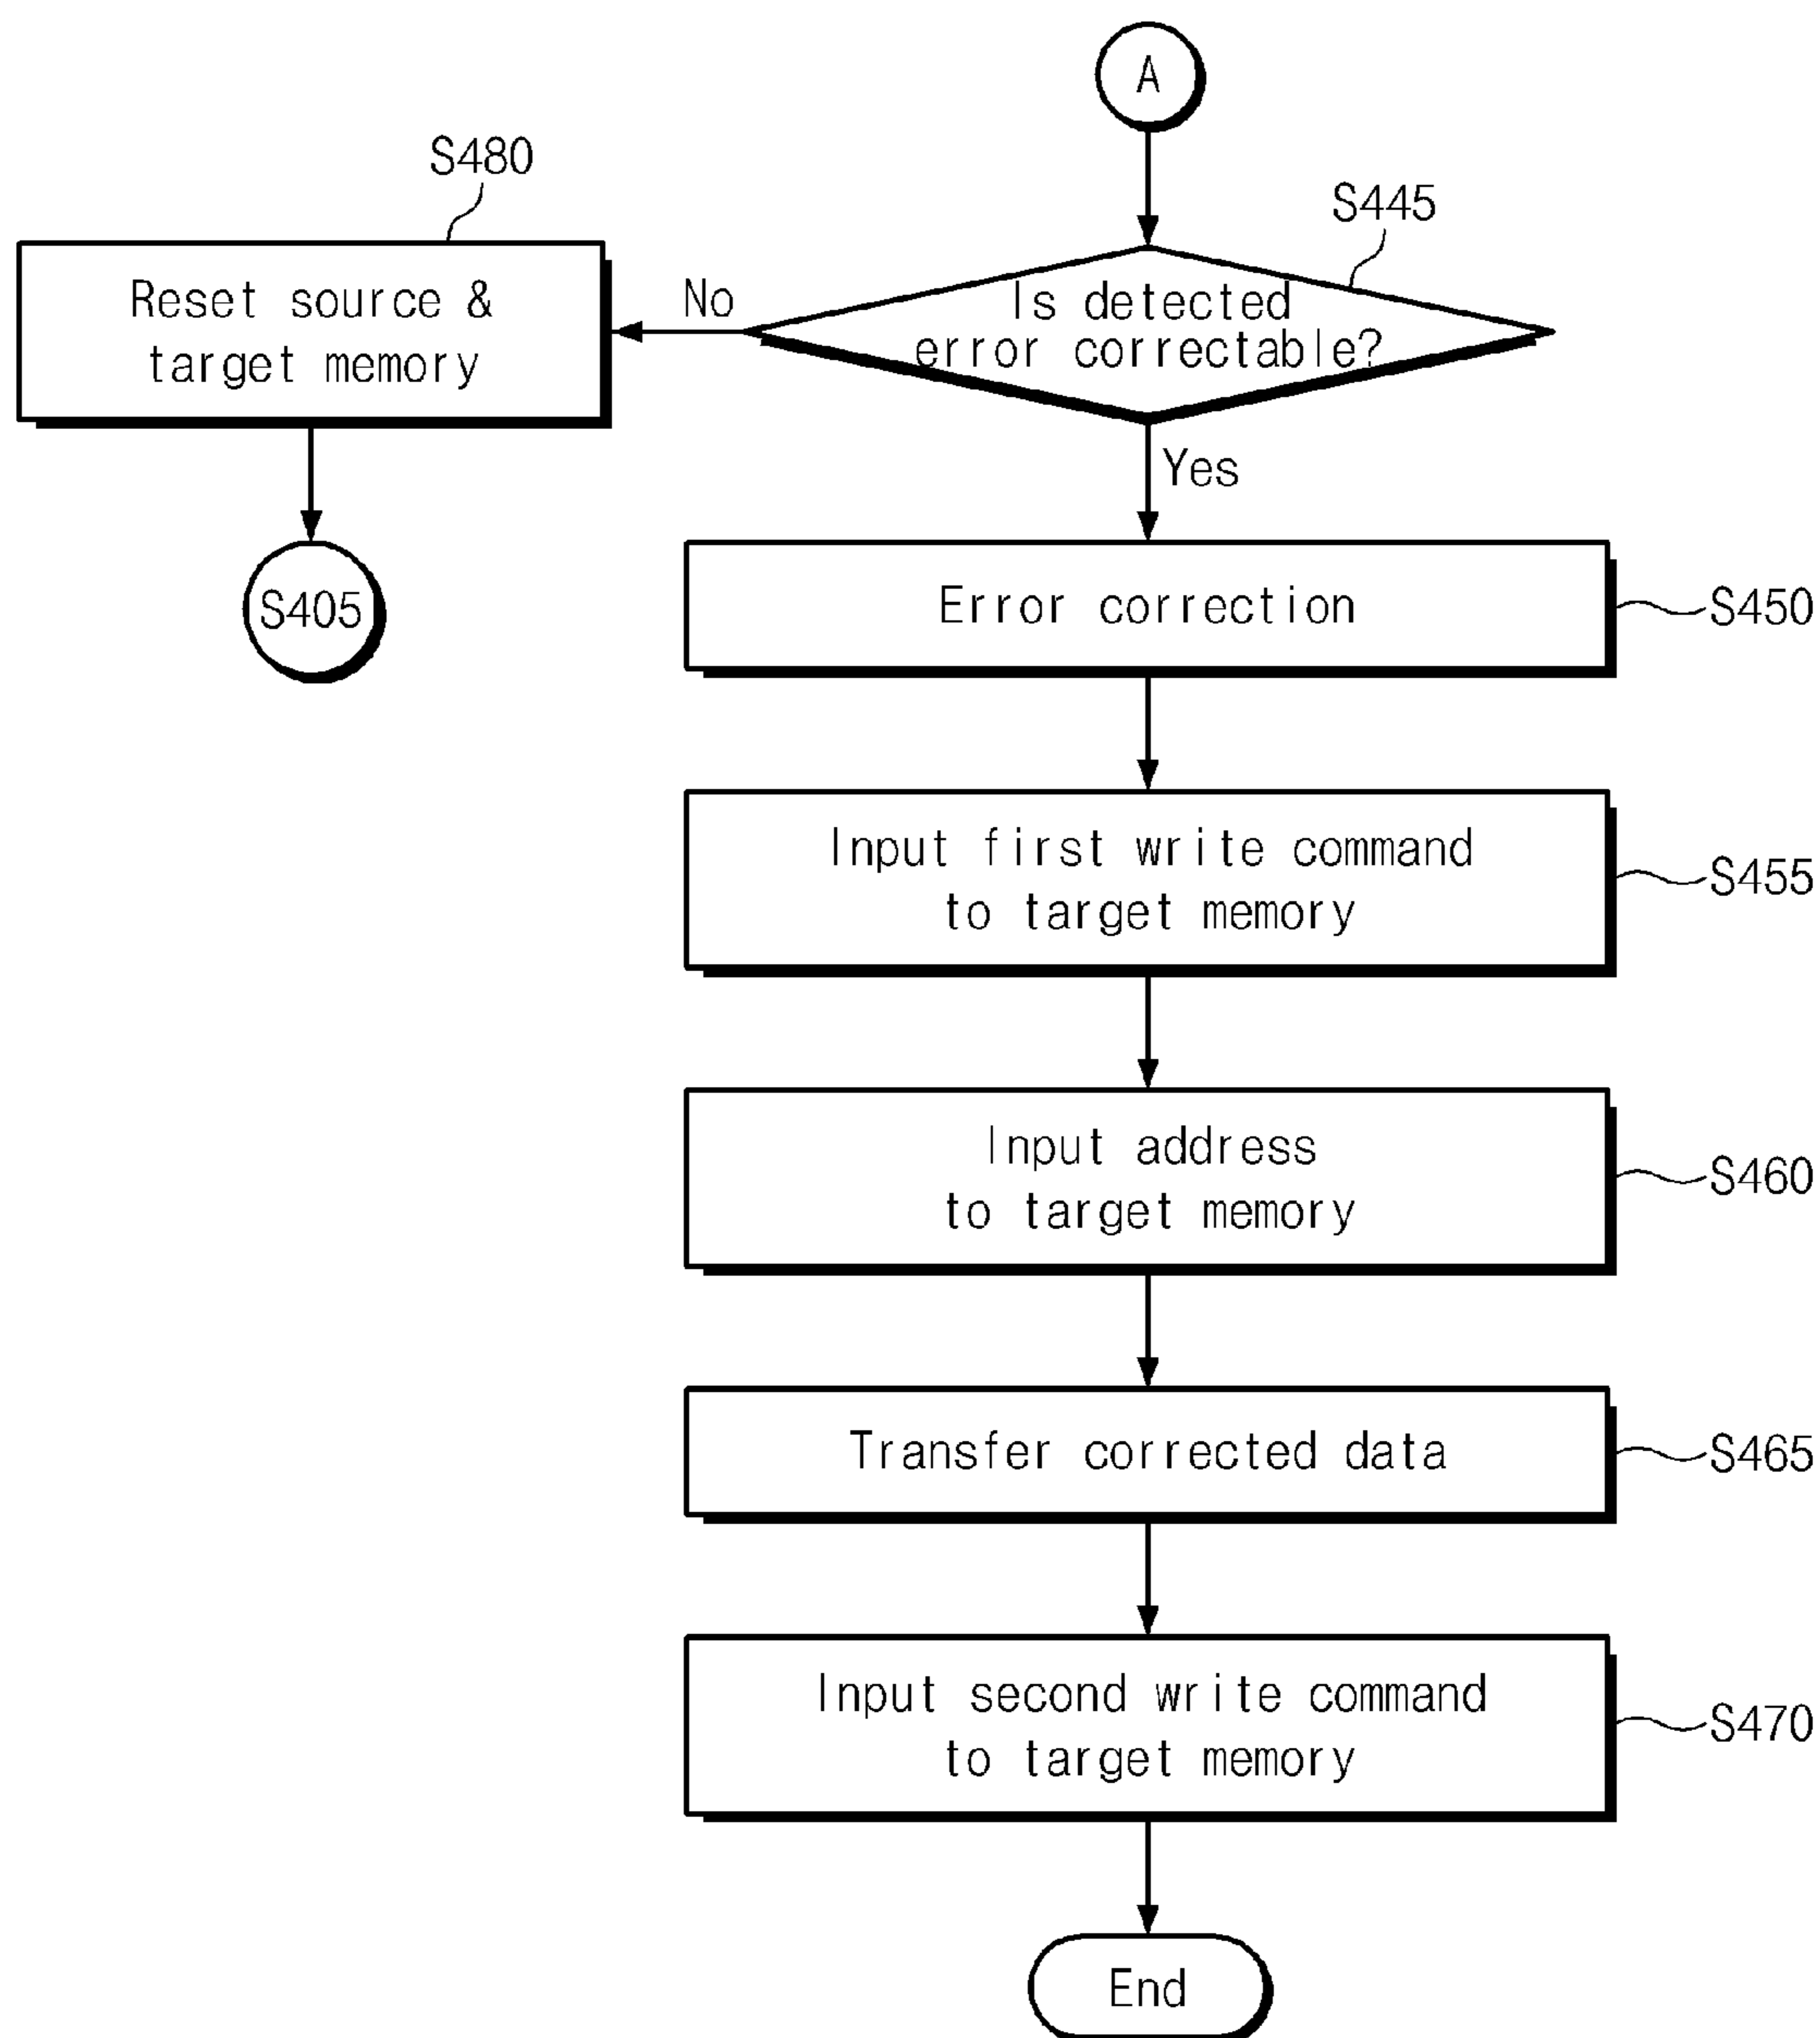 A
S480
S445
Reset source &
target memory
No
Is detected
error correctable?
Yes
S405
Error correction
S450
Input first write command
to target memory
S455
Input address
to target memory
S460
Transfer corrected data
S465
Input second write command
to target memory
S470
End